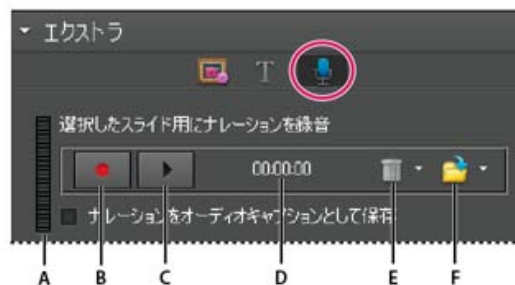 エクストラ
T
選択したスライド用にナレーションを録音
00:00:00
ナレーションをオーディオキャプションとして保存
A B C D E F